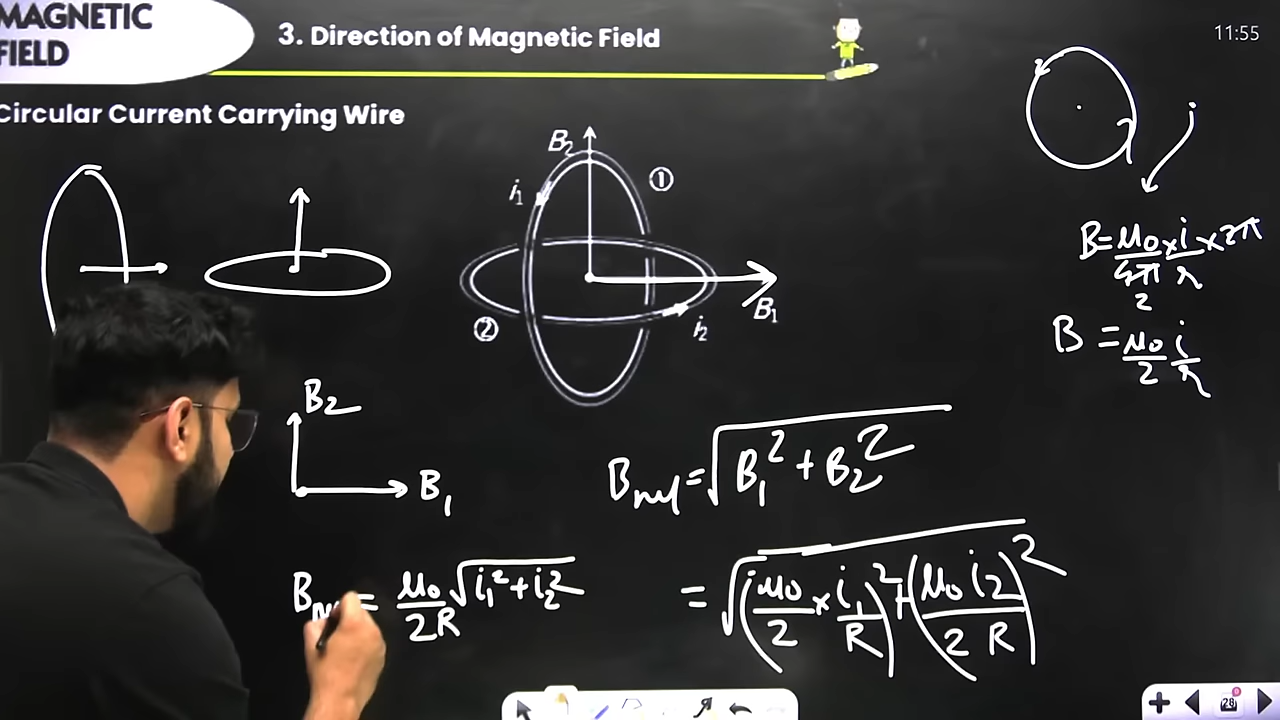 MAGNETIC
FIELD
3. Direction of Magnetic Field
11:55
Circular Current Carrying Wire
B₂
i₁
①
②
i₂
B₁
i
B = μ₀/4π × i/r × 2π
2
B = μ₀/2 i/r
B₂
B₁
Bnet = √(B₁² + B₂²)
Bnet = μ₀/2R √(i₁² + i₂²)
= √((μ₀/2 × i₁/R)² + (μ₀ i₂/2 R)²)
28